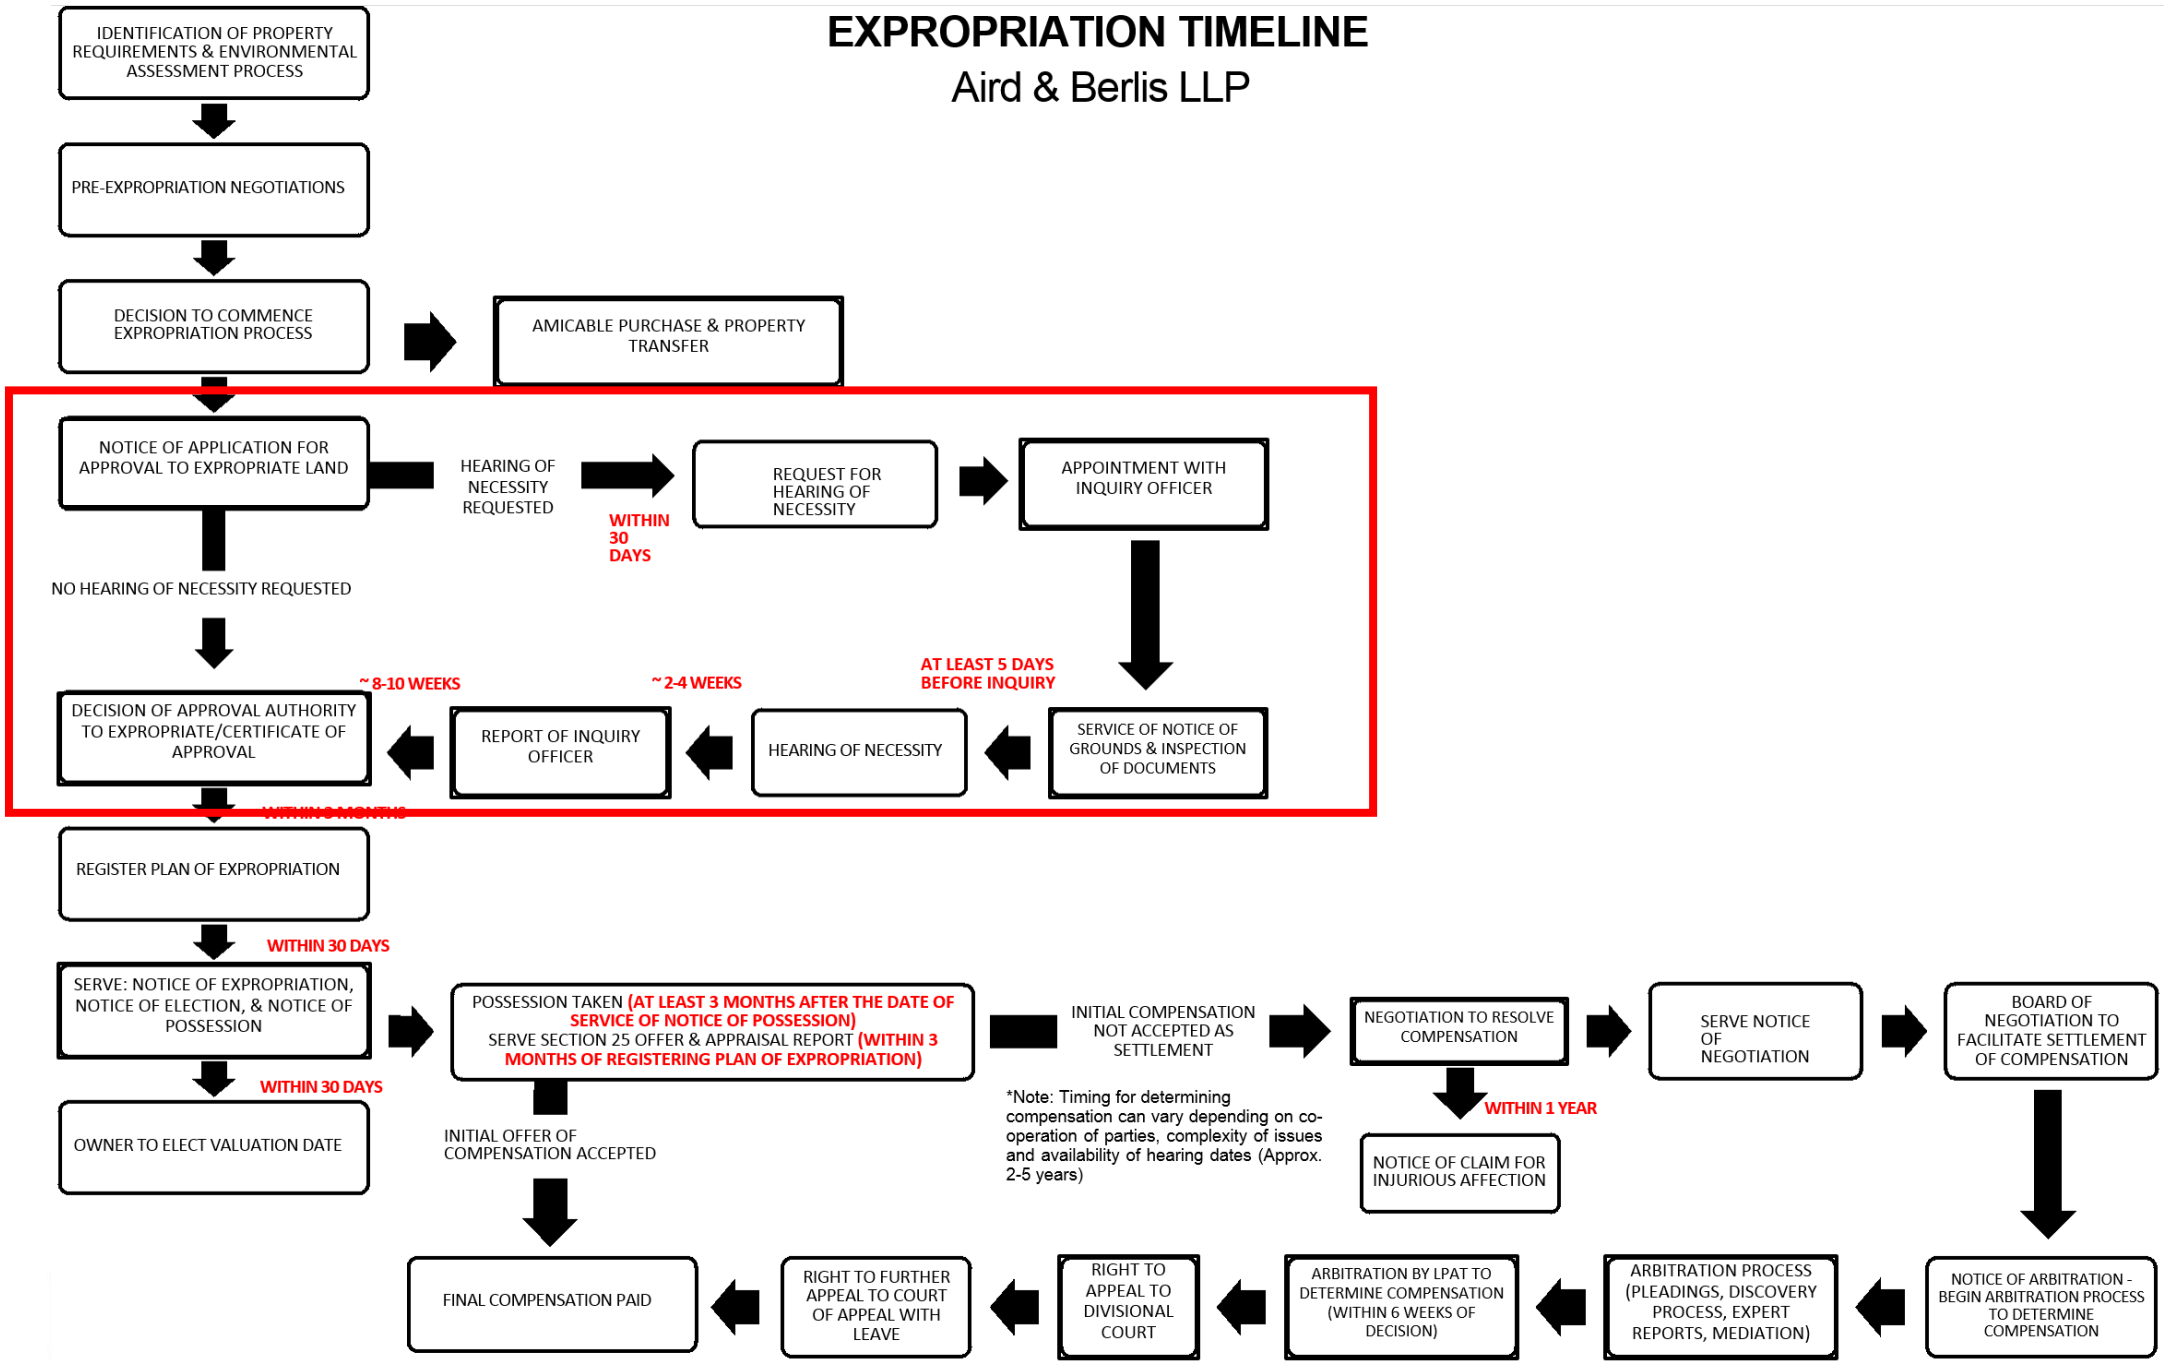 EXPROPRIATION TIMELINE
Aird & Berlis LLP
IDENTIFICATION OF PROPERTY
REQUIREMENTS & ENVIRONMENTAL
ASSESSMENT PROCESS
PRE-EXPROPRIATION NEGOTIATIONS
DECISION TO COMMENCE
EXPROPRIATION PROCESS
AMICABLE PURCHASE & PROPERTY
TRANSFER
NOTICE OF APPLICATION FOR
APPROVAL TO EXPROPRIATE LAND
HEARING OF
NECESSITY
REQUESTED
WITHIN
30
DAYS
REQUEST FOR
HEARING OF
NECESSITY
APPOINTMENT WITH
INQUIRY OFFICER
NO HEARING OF NECESSITY REQUESTED
AT LEAST 5 DAYS
BEFORE INQUIRY
SERVICE OF NOTICE OF
GROUNDS & INSPECTION
OF DOCUMENTS
HEARING OF NECESSITY
~ 2-4 WEEKS
REPORT OF INQUIRY
OFFICER
~ 8-10 WEEKS
DECISION OF APPROVAL AUTHORITY
TO EXPROPRIATE/CERTIFICATE OF
APPROVAL
WITHIN 3 MONTHS
REGISTER PLAN OF EXPROPRIATION
WITHIN 30 DAYS
SERVE: NOTICE OF EXPROPRIATION,
NOTICE OF ELECTION, & NOTICE OF
POSSESSION
WITHIN 30 DAYS
OWNER TO ELECT VALUATION DATE
POSSESSION TAKEN (AT LEAST 3 MONTHS AFTER THE DATE OF
SERVICE OF NOTICE OF POSSESSION)
SERVE SECTION 25 OFFER & APPRAISAL REPORT (WITHIN 3
MONTHS OF REGISTERING PLAN OF EXPROPRIATION)
INITIAL OFFER OF
COMPENSATION ACCEPTED
INITIAL COMPENSATION
NOT ACCEPTED AS
SETTLEMENT
*Note: Timing for determining
compensation can vary depending on co-
operation of parties, complexity of issues
and availability of hearing dates (Approx.
2-5 years)
NEGOTIATION TO RESOLVE
COMPENSATION
WITHIN 1 YEAR
NOTICE OF CLAIM FOR
INJURIOUS AFFECTION
SERVE NOTICE
OF
NEGOTIATION
BOARD OF
NEGOTIATION TO
FACILITATE SETTLEMENT
OF COMPENSATION
NOTICE OF ARBITRATION -
BEGIN ARBITRATION PROCESS
TO DETERMINE
COMPENSATION
ARBITRATION PROCESS
(PLEADINGS, DISCOVERY
PROCESS, EXPERT
REPORTS, MEDIATION)
ARBITRATION BY LPAT TO
DETERMINE COMPENSATION
(WITHIN 6 WEEKS OF
DECISION)
RIGHT TO
APPEAL TO
DIVISIONAL
COURT
RIGHT TO FURTHER
APPEAL TO COURT
OF APPEAL WITH
LEAVE
FINAL COMPENSATION PAID